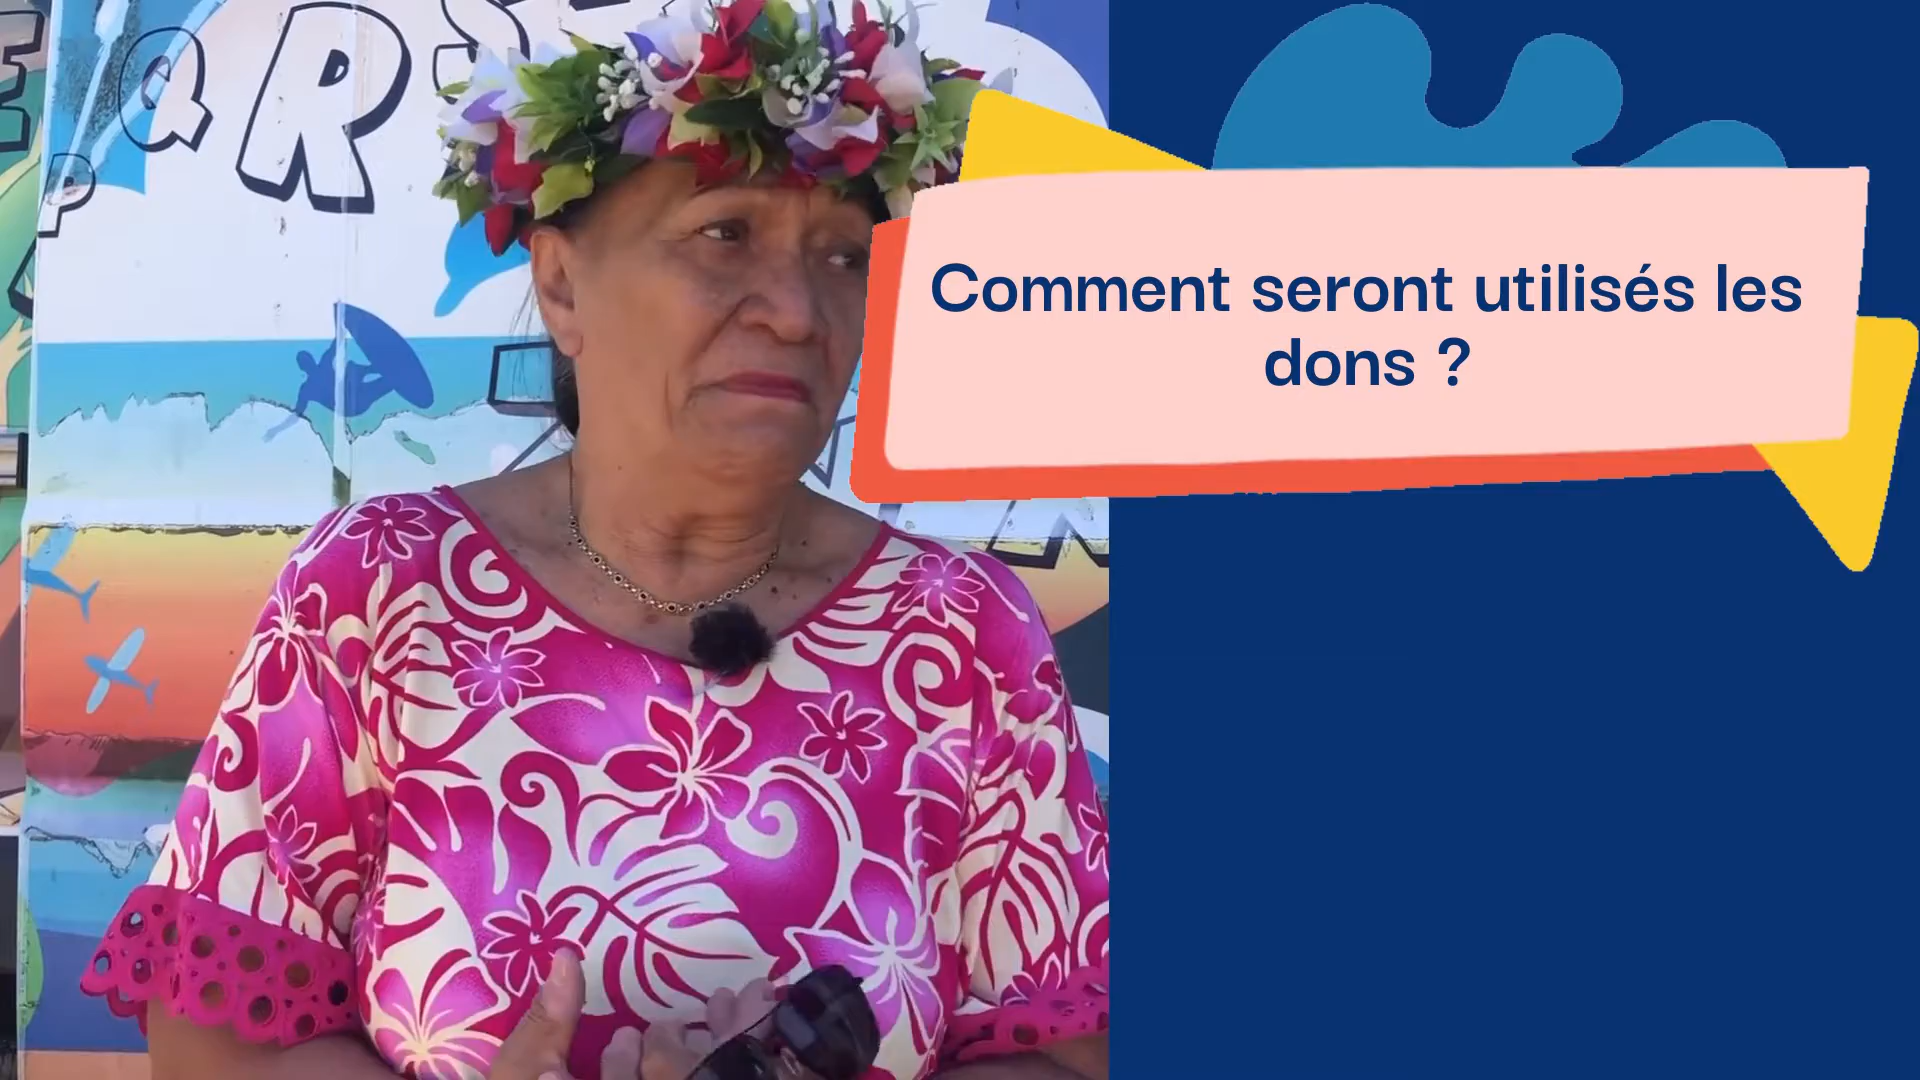 E
P
Q R S
Comment seront utilisés les
dons ?